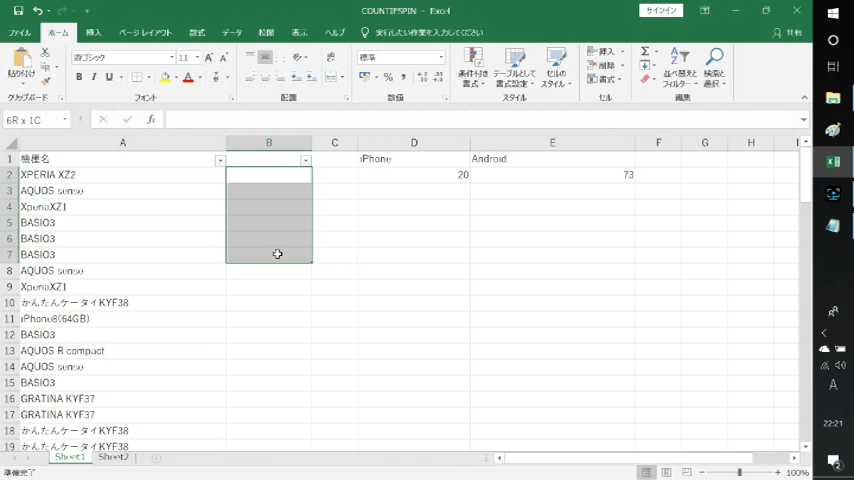 COUNTIFSPIN - Excel
サインイン
ファイル ホーム 挿入 ページ レイアウト 数式 データ 校閲 表示 ヘルプ 実行したい作業を入力してください 共有
貼り付け 游ゴシック 11 標準 条件付き 書式 テーブルとして 書式設定 セルの スタイル 挿入 削除 書式 並べ替えと フィルター 検索と 選択
クリップボード フォント 配置 数値 スタイル セル 編集
6R x 1C fx
A B C D E F G H I
1 機種名 iPhone Android
2 XPERIA XZ2 20 73
3 AQUOS sense
4 XperiaXZ1
5 BASIO3
6 BASIO3
7 BASIO3
8 AQUOS sense
9 XperiaXZ1
10 かんたんケータイKYF38
11 iPhone8(64GB)
12 BASIO3
13 AQUOS R compact
14 AQUOS sense
15 BASIO3
16 GRATINA KYF37
17 GRATINA KYF37
18 かんたんケータイKYF38
19 かんたんケータイKYF38
Sheet1 Sheet2
準備完了 100%
A
22:21
2